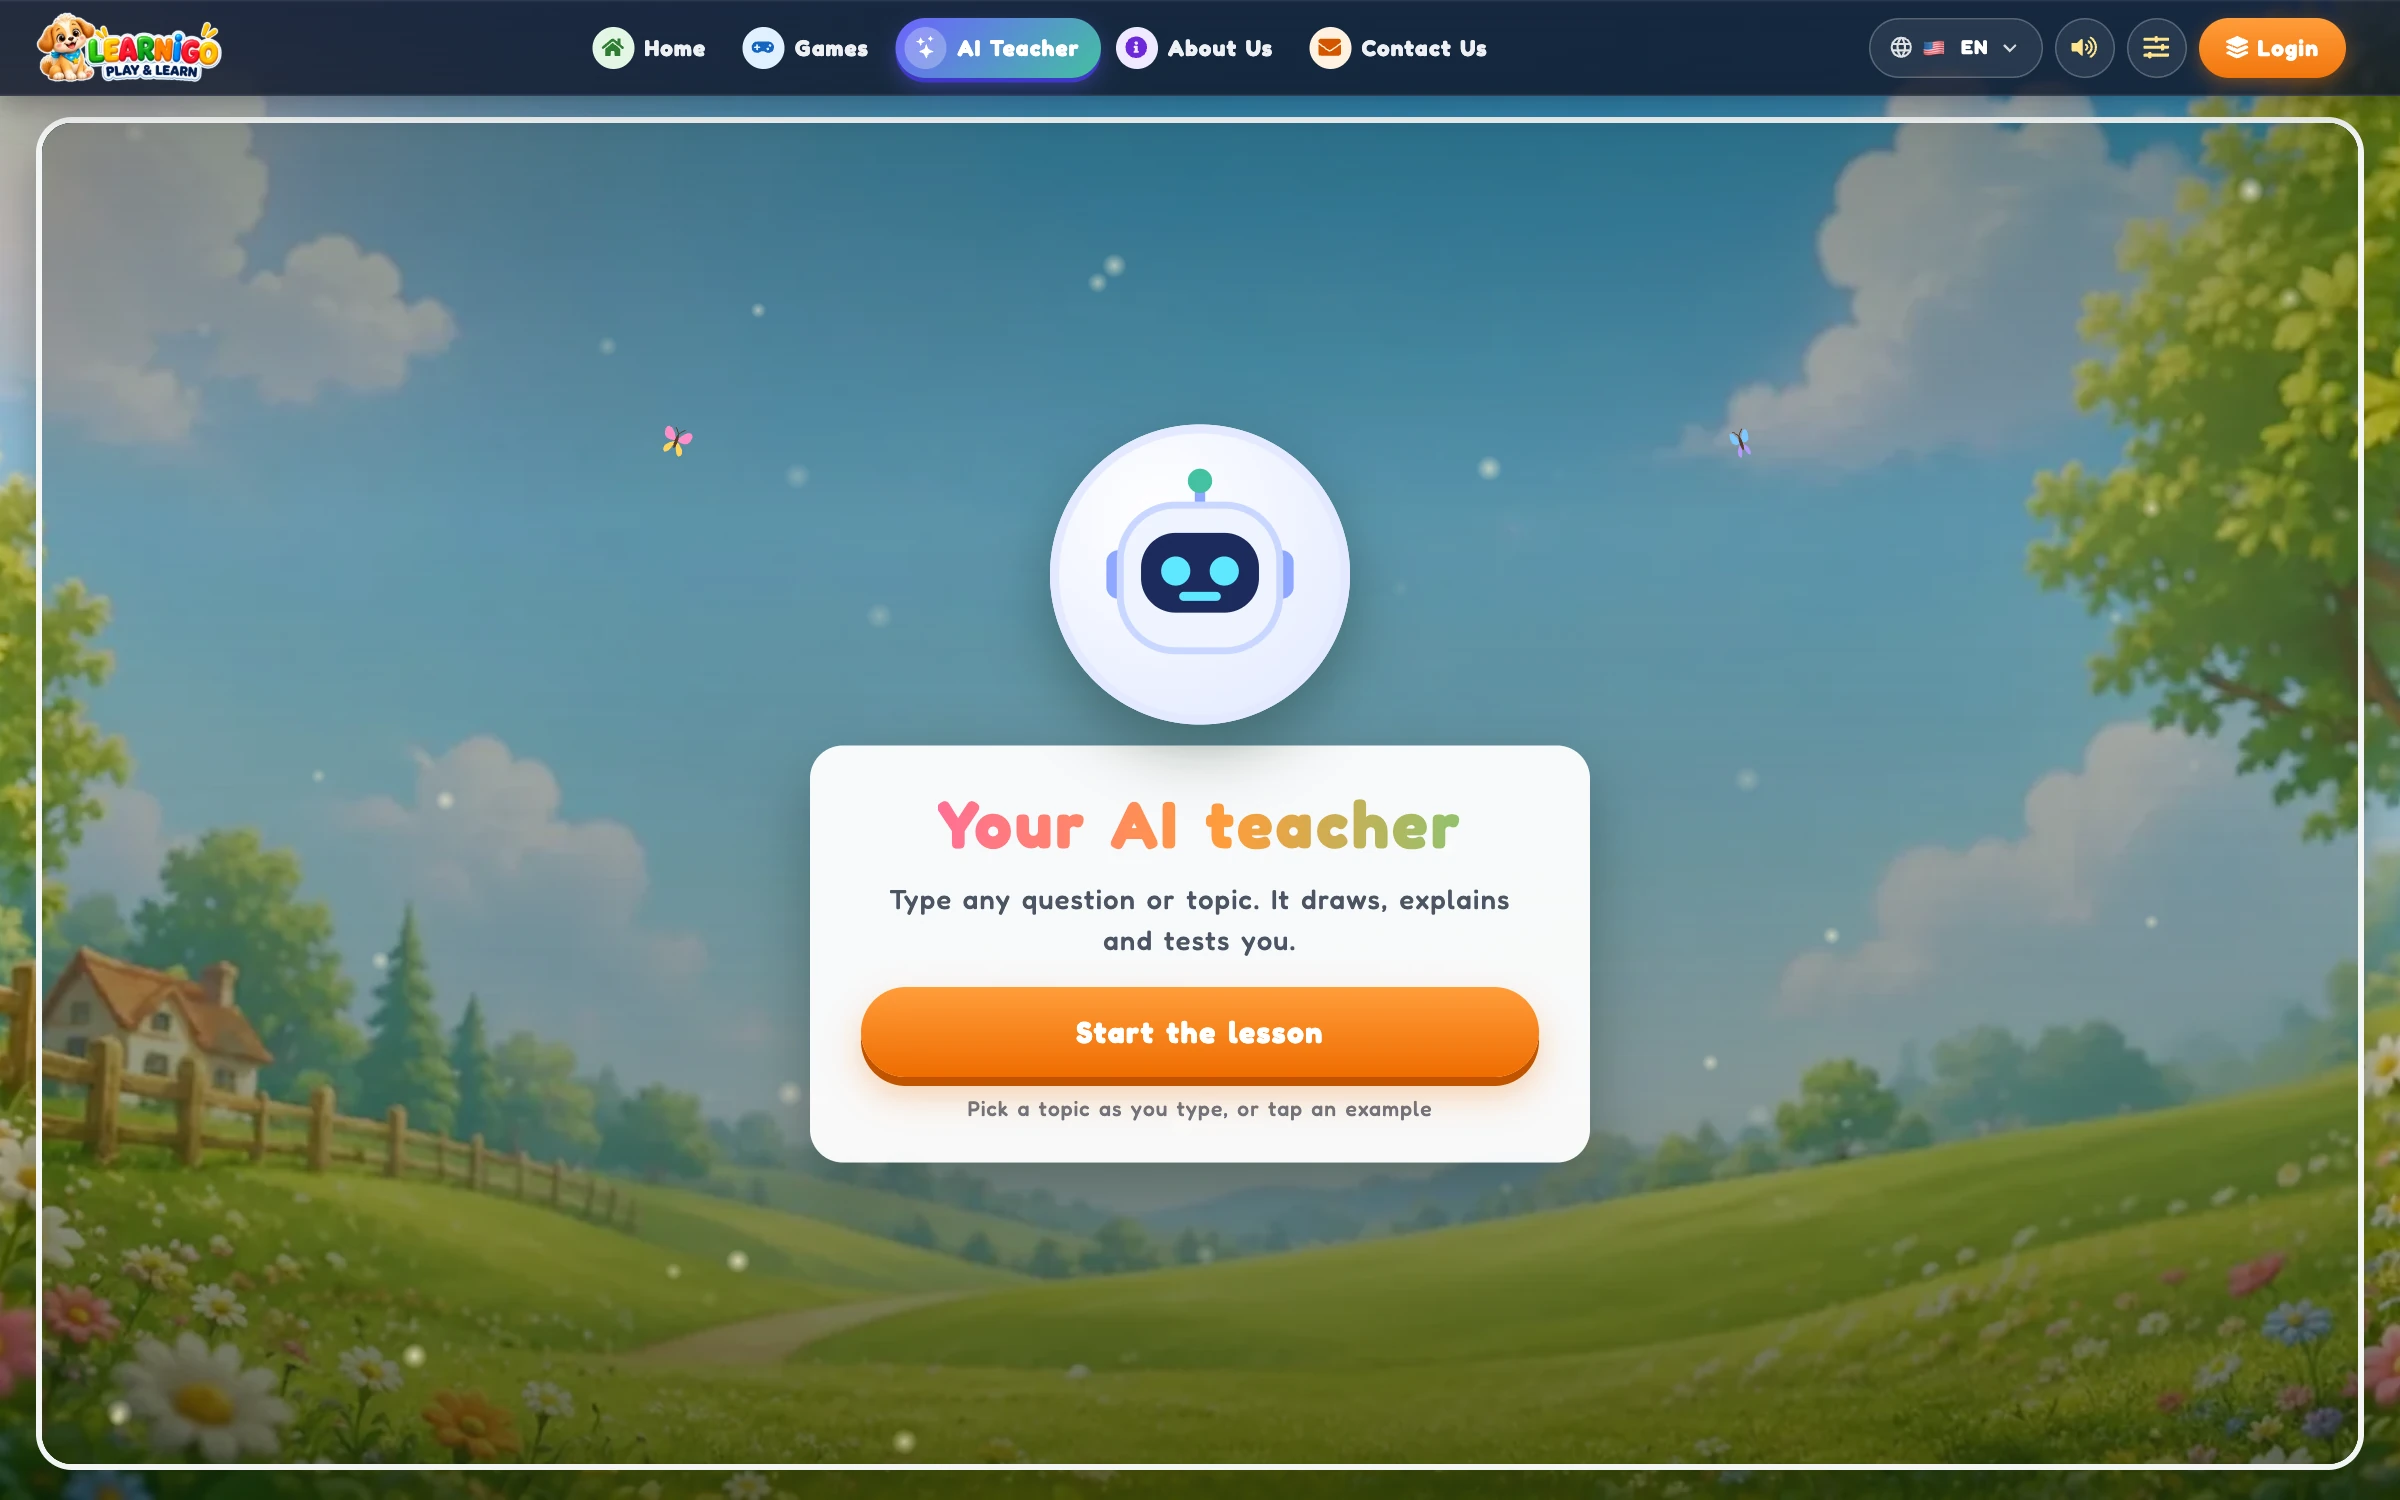 LEARNIGO
PLAY & LEARN
Home
Games
AI Teacher
About Us
Contact Us
EN
Login
Your AI teacher
Type any question or topic. It draws, explains
and tests you.
Start the lesson
Pick a topic as you type, or tap an example